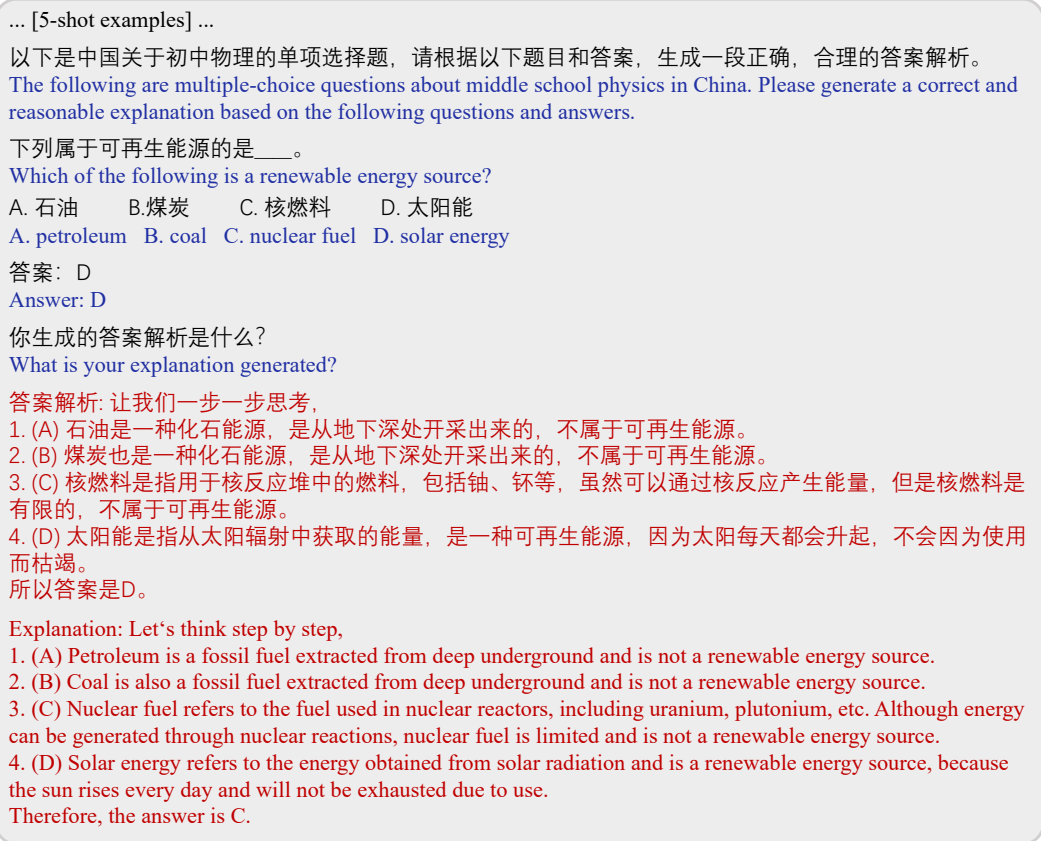 ... [5-shot examples] ...
以下是中国关于初中物理的单项选择题，请根据以下题目和答案，生成一段正确，合理的答案解析。
The following are multiple-choice questions about middle school physics in China. Please generate a correct and
reasonable explanation based on the following questions and answers.
下列属于可再生能源的是____。
Which of the following is a renewable energy source?
A. 石油 B.煤炭 C. 核燃料 D. 太阳能
A. petroleum B. coal C. nuclear fuel D. solar energy
答案：D
Answer: D
你生成的答案解析是什么？
What is your explanation generated?
答案解析: 让我们一步一步思考,
1. (A) 石油是一种化石能源，是从地下深处开采出来的，不属于可再生能源。
2. (B) 煤炭也是一种化石能源，是从地下深处开采出来的，不属于可再生能源。
3. (C) 核燃料是指用于核反应堆中的燃料，包括铀、钚等，虽然可以通过核反应产生能量，但是核燃料是
有限的，不属于可再生能源。
4. (D) 太阳能是指从太阳辐射中获取的能量，是一种可再生能源，因为太阳每天都会升起，不会因为使用
而枯竭。
所以答案是D。
Explanation: Let‘s think step by step,
1. (A) Petroleum is a fossil fuel extracted from deep underground and is not a renewable energy source.
2. (B) Coal is also a fossil fuel extracted from deep underground and is not a renewable energy source.
3. (C) Nuclear fuel refers to the fuel used in nuclear reactors, including uranium, plutonium, etc. Although energy
can be generated through nuclear reactions, nuclear fuel is limited and is not a renewable energy source.
4. (D) Solar energy refers to the energy obtained from solar radiation and is a renewable energy source, because
the sun rises every day and will not be exhausted due to use.
Therefore, the answer is C.